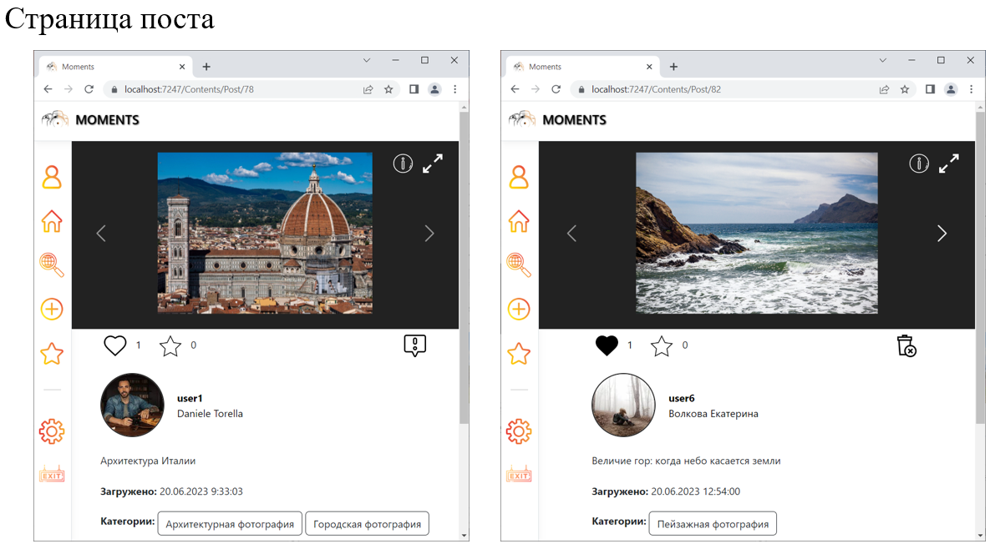 Страница поста
Moments
localhost:7247/Contents/Post/78
MOMENTS
1
0
user1
Daniele Torella
Архитектура Италии
Загружено: 20.06.2023 9:33:03
Категории: Архитектурная фотография Городская фотография
EXIT
Moments
localhost:7247/Contents/Post/82
MOMENTS
1
0
user6
Волкова Екатерина
Величие гор: когда небо касается земли
Загружено: 20.06.2023 12:54:00
Категории: Пейзажная фотография
EXIT